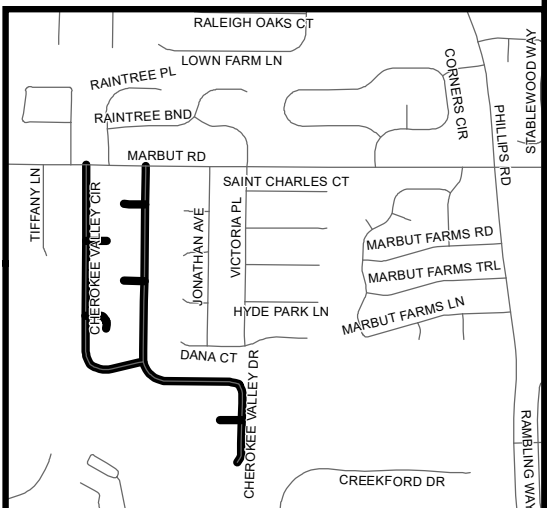 RALEIGH OAKS CT
STABLEWOOD WAY
LOWN FARM LN
CORNERS CIR
RAINTREE PL
PHILLIPS RD
RAINTREE BND
MARBUT RD
TIFFANY LN
CHEROKEE VALLEY CIR
SAINT CHARLES CT
JONATHAN AVE
VICTORIA PL
MARBUT FARMS RD
MARBUT FARMS TRL
MARBUT FARMS LN
HYDE PARK LN
DANA CT
CHEROKEE VALLEY DR
RAMBLING WAY
CREEKFORD DR